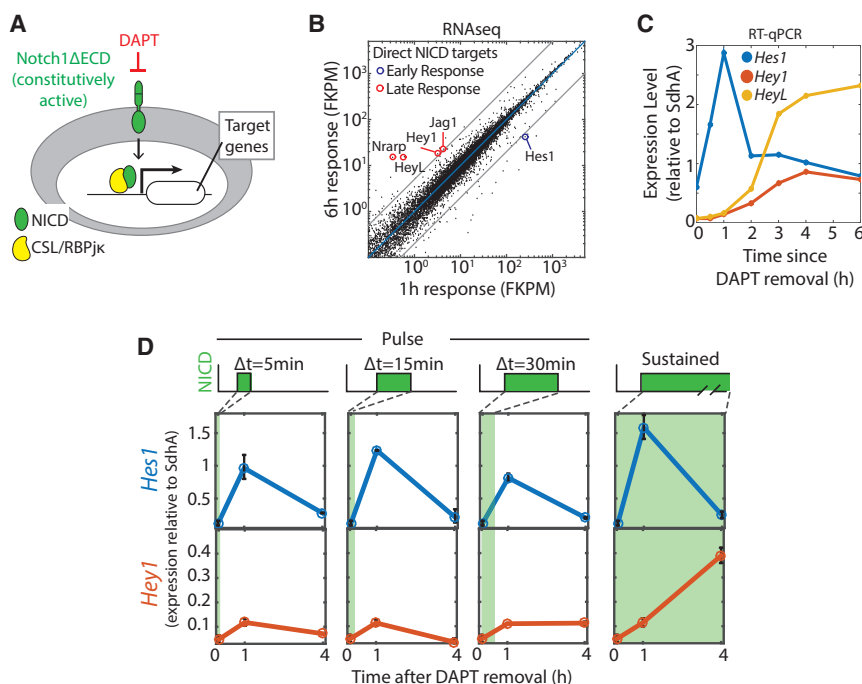 A
DAPT
Notch1ΔECD
(constitutively
active)
Target
genes
NICD
CSL/RBPjκ
B
RNAseq
Direct NICD targets
Early Response
Late Response
Jag1
Hey1
Nrarp
HeyL
Hes1
6h response (FKPM)
10³
10²
10¹
10⁰
10⁰ 10¹ 10² 10³
1h response (FKPM)
C
RT-qPCR
Hes1
Hey1
HeyL
Expression Level
(relative to SdhA)
3
2
1
0
0 1 2 3 4 6
Time since
DAPT removal (h)
D
Pulse
NICD
Δt=5min
Δt=15min
Δt=30min
Sustained
Hes1
Hey1
(expression relative to SdhA)
1.5
1
0.5
0.4
0.3
0.2
0.1
0 1 4
0 1 4
0 1 4
0 1 4
Time after DAPT removal (h)